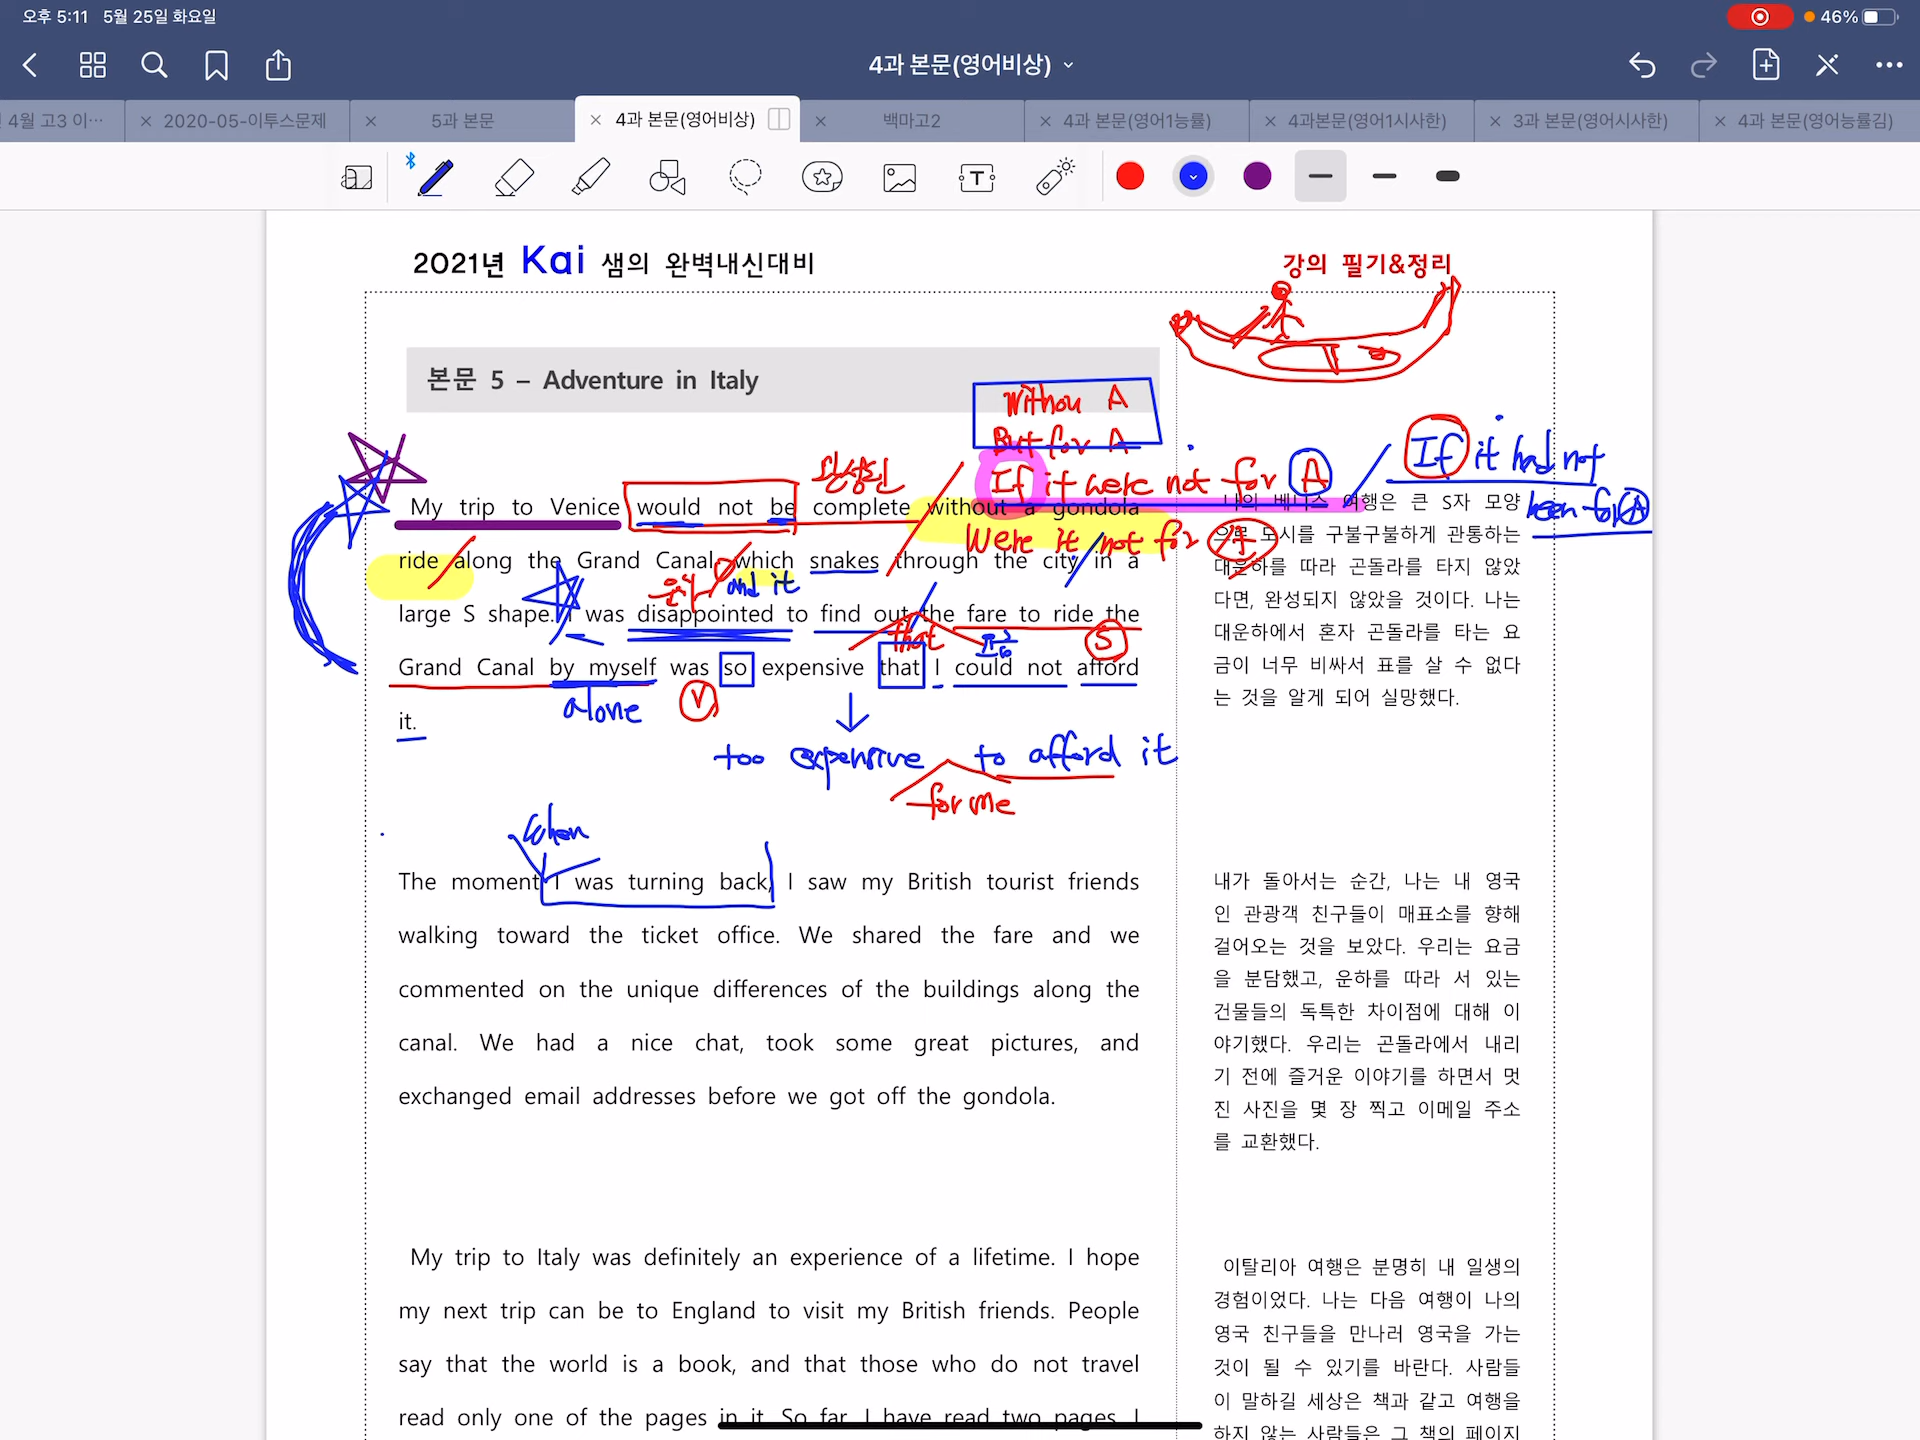 오후 5:11 5월 25일 화요일
46%
4과 본문(영어비상)
4월 고3 이…
2020-05-이투스문제
5과 본문
4과 본문(영어비상)
백마고2
4과 본문(영어1능률)
4과본문(영어1시사한)
3과 본문(영어시사한)
4과 본문(영어능률김)
2021년 Kai 샘의 완벽내신대비
강의 필기&정리
본문 5 – Adventure in Italy
Withou A
But for A
If it were not for A
If it had not
been for A
완성된
My trip to Venice would not be complete without a gondola
Were it not for A
ride along the Grand Canal, which snakes through the city in a
and it
large S shape. I was disappointed to find out the fare to ride the
that
S
Grand Canal by myself was so expensive that I could not afford
alone
V
it.
too expensive to afford it
for me
when
The moment I was turning back, I saw my British tourist friends
walking toward the ticket office. We shared the fare and we
commented on the unique differences of the buildings along the
canal. We had a nice chat, took some great pictures, and
exchanged email addresses before we got off the gondola.
My trip to Italy was definitely an experience of a lifetime. I hope
my next trip can be to England to visit my British friends. People
say that the world is a book, and that those who do not travel
read only one of the pages in it. So far, I have read two pages. I
나의 베니스 여행은 큰 S자 모양
으로 도시를 구불구불하게 관통하는
대운하를 따라 곤돌라를 타지 않았
다면, 완성되지 않았을 것이다. 나는
대운하에서 혼자 곤돌라를 타는 요
금이 너무 비싸서 표를 살 수 없다
는 것을 알게 되어 실망했다.
내가 돌아서는 순간, 나는 내 영국
인 관광객 친구들이 매표소를 향해
걸어오는 것을 보았다. 우리는 요금
을 분담했고, 운하를 따라 서 있는
건물들의 독특한 차이점에 대해 이
야기했다. 우리는 곤돌라에서 내리
기 전에 즐거운 이야기를 하면서 멋
진 사진을 몇 장 찍고 이메일 주소
를 교환했다.
이탈리아 여행은 분명히 내 일생의
경험이었다. 나는 다음 여행이 나의
영국 친구들을 만나러 영국을 가는
것이 될 수 있기를 바란다. 사람들
이 말하길 세상은 책과 같고 여행을
하지 않는 사람들은 그 책의 페이지